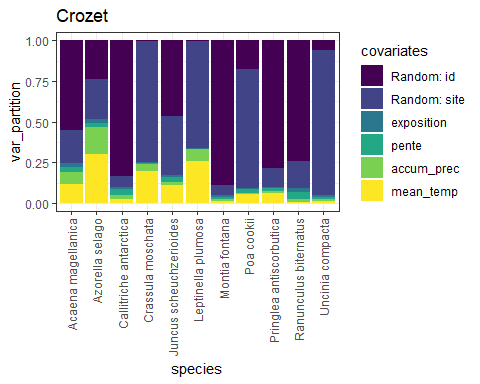 Crozet
var_partition
1.00
0.75
0.50
0.25
0.00
Acaena magellanica
Azorella selago
Callitriche antarctica
Crassula moschata
Juncus scheuchzerioides
Leptinella plumosa
Montia fontana
Poa cookii
Pringlea antiscorbutica
Ranunculus biternatus
Uncinia compacta
species
covariates
Random: id
Random: site
exposition
pente
accum_prec
mean_temp